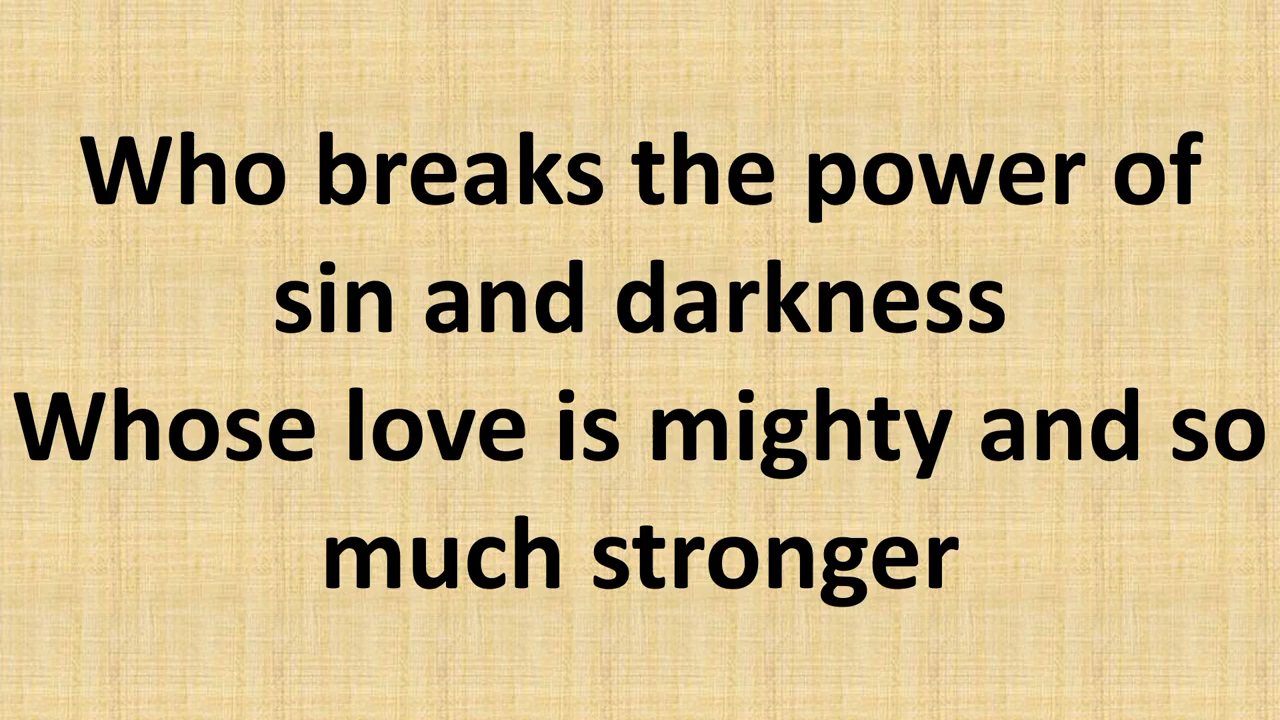 Who breaks the power of
sin and darkness
Whose love is mighty and so
much stronger